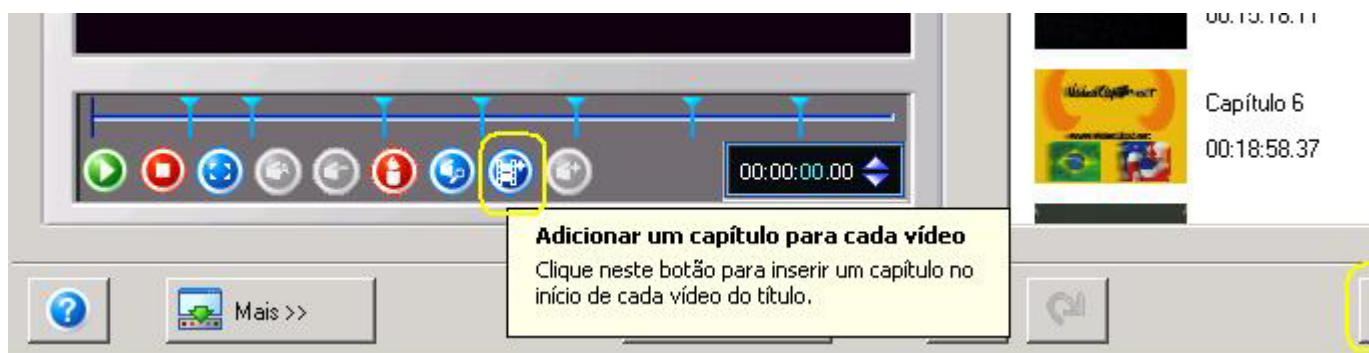 00:15:18.11
Capítulo 6
00:18:58.37
00:00:00.00
Adicionar um capítulo para cada vídeo
Clique neste botão para inserir um capítulo no
início de cada vídeo do título.
Mais >>